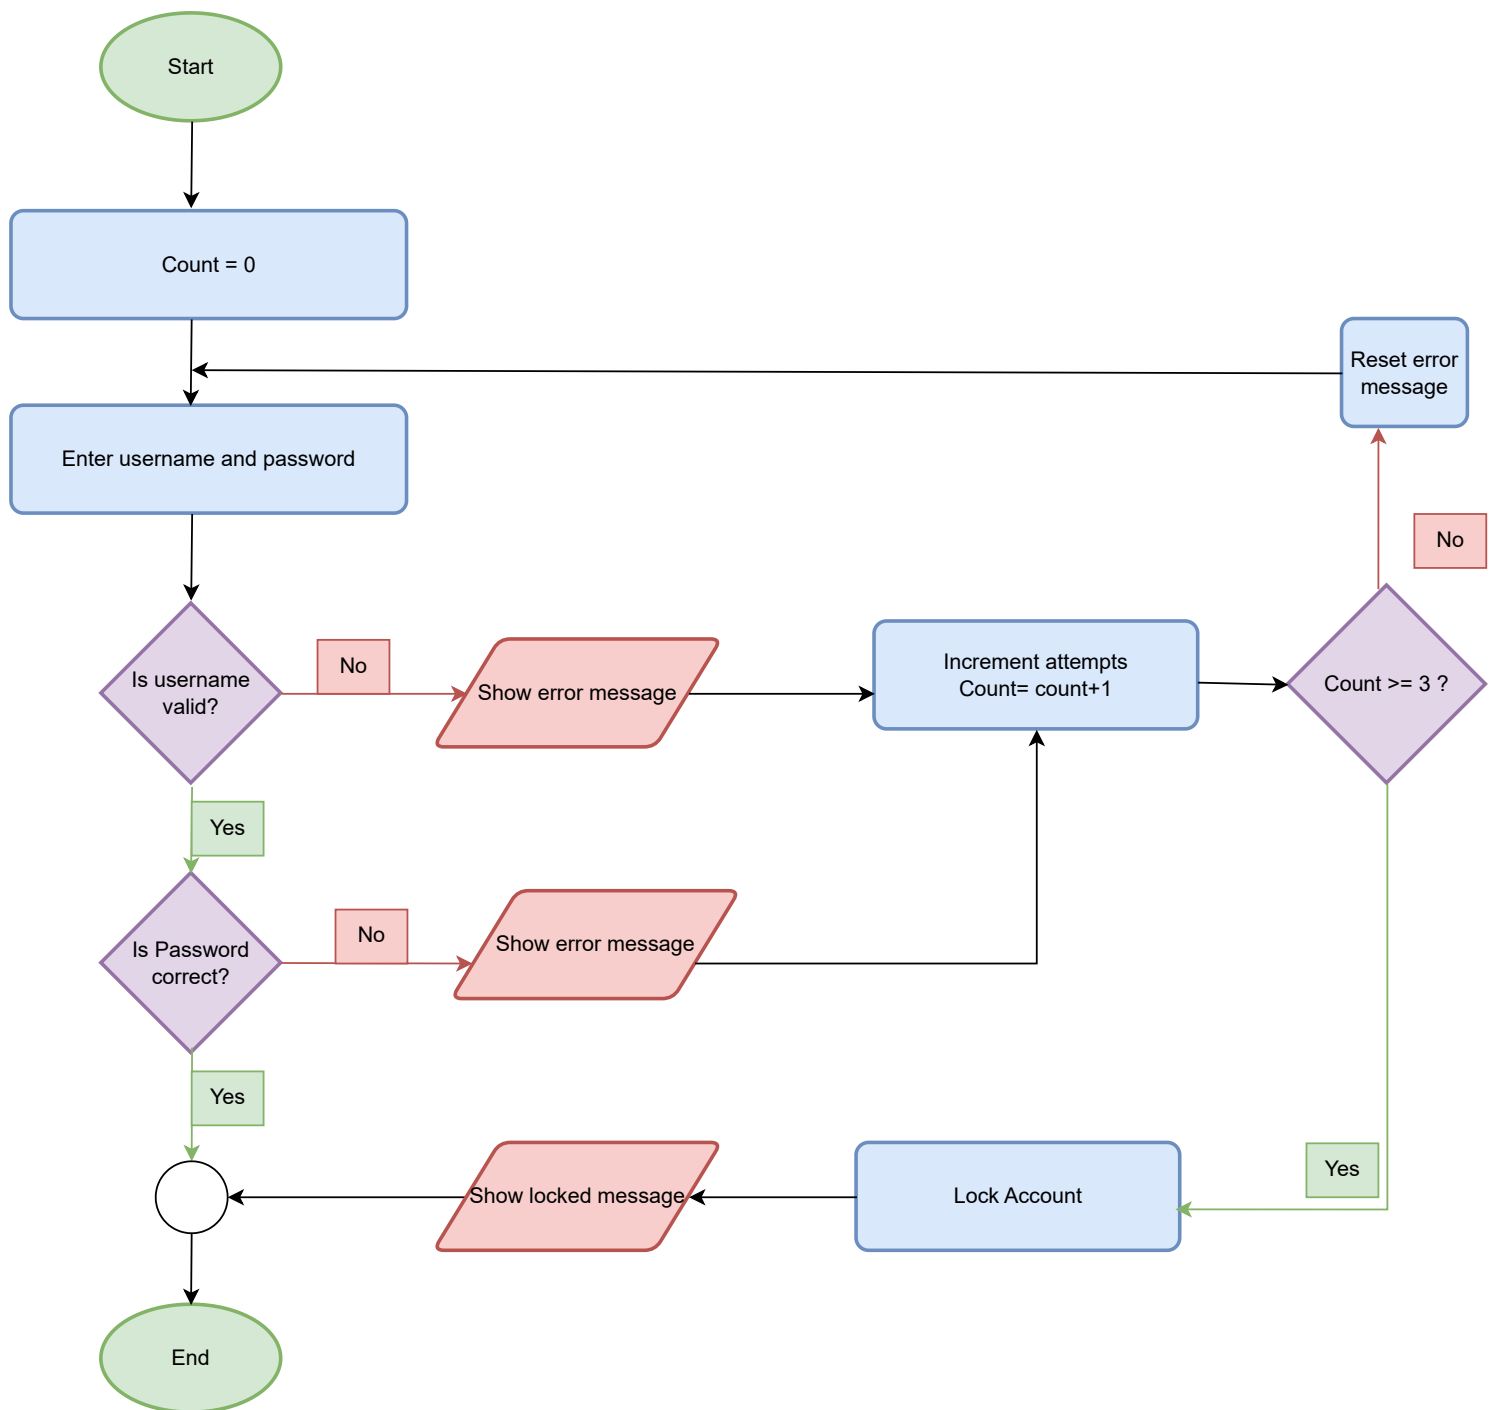 Start
Count = 0
Reset error
message
Enter username and password
No
Is username
valid?
No
Show error message
Increment attempts
Count= count+1
Count >= 3 ?
Yes
Is Password
correct?
No
Show error message
Yes
Show locked message
Lock Account
Yes
End